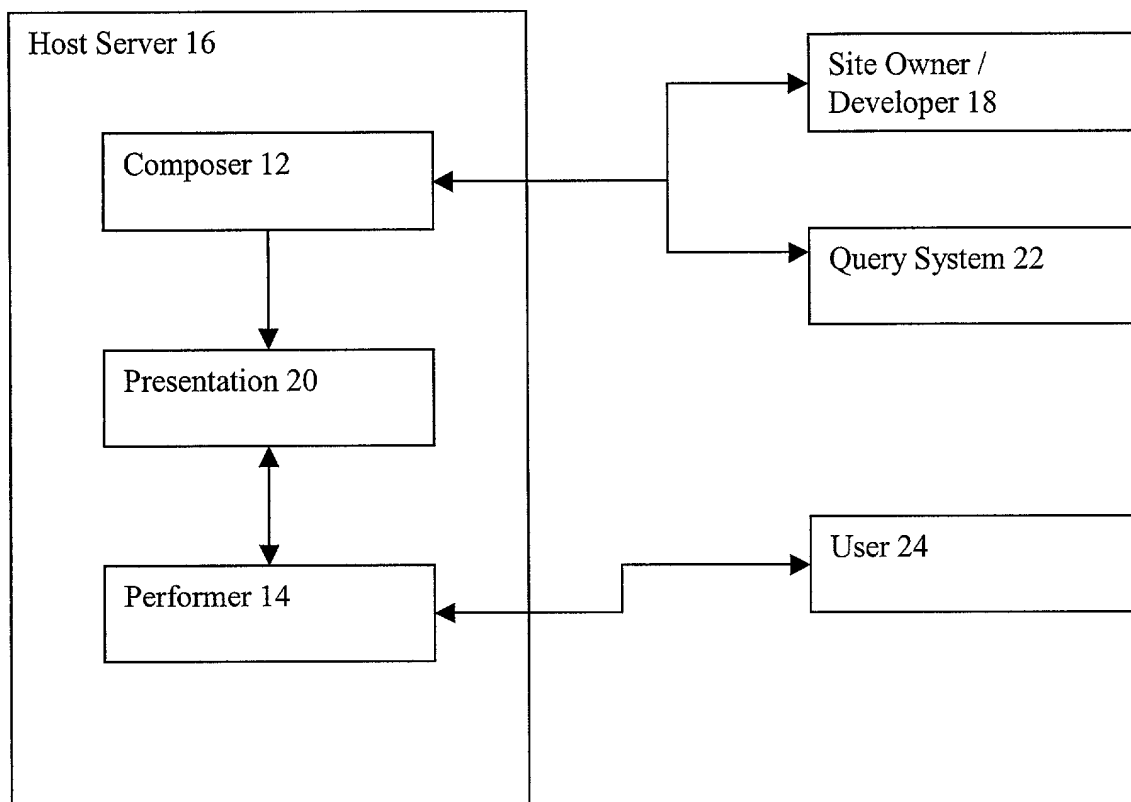 Host Server 16
Site Owner /
Developer 18
Composer 12
Query System 22
Presentation 20
User 24
Performer 14